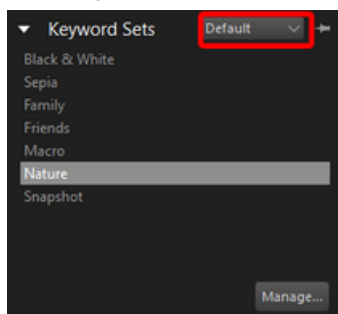 Keyword Sets Default
Black & White
Sepia
Family
Friends
Macro
Nature
Snapshot
Manage...